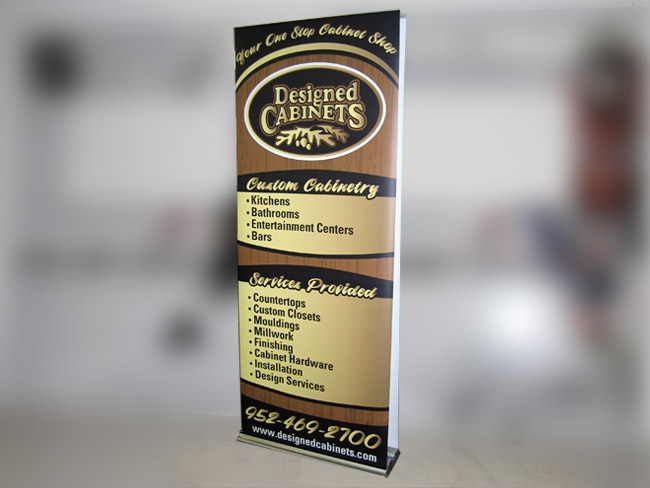 Your One Stop Cabinet Shop
Designed
CABINETS
Custom Cabinetry
• Kitchens
• Bathrooms
• Entertainment Centers
• Bars
Services Provided
• Countertops
• Custom Closets
• Mouldings
• Millwork
• Finishing
• Cabinet Hardware
• Installation
• Design Services
952-469-2700
www.designedcabinets.com